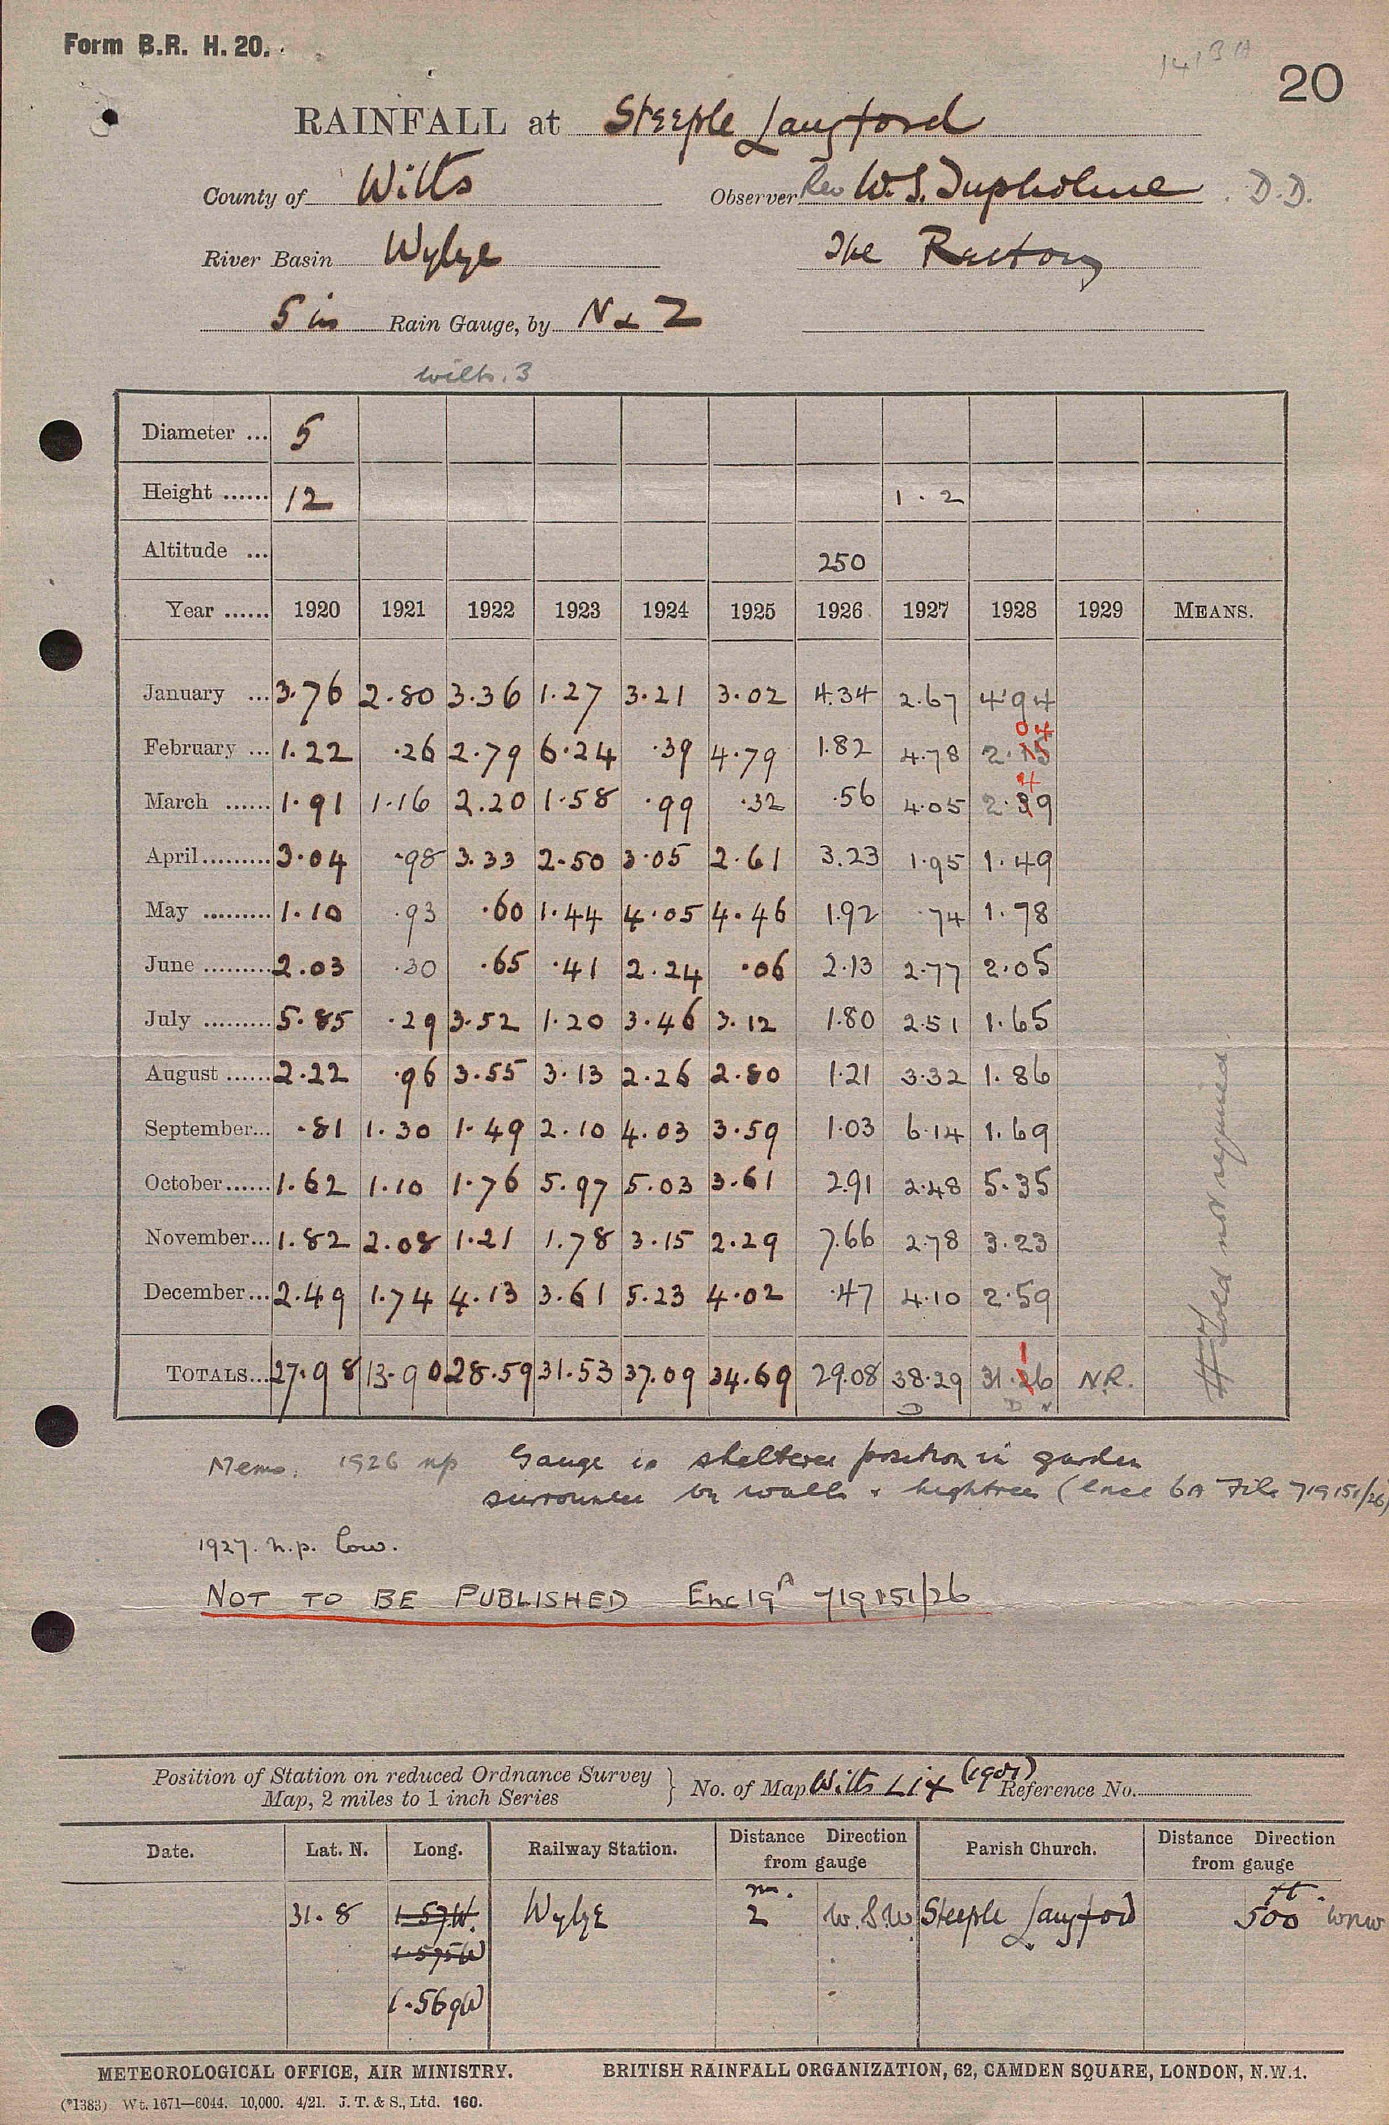 Form B.R. H. 20.
1413 A
20
RAINFALL at Steeple Langford
County of Wilts Observer Rev W. S. Tupholme D.D.
River Basin Wylye The Rectory
5 in Rain Gauge, by N & Z
Wilts. 3
Diameter ... 5
Height ...... 12 1.2
Altitude ... 250
Year ...... 1920 1921 1922 1923 1924 1925 1926 1927 1928 1929 MEANS.
January ... 3.76 2.80 3.36 1.27 3.21 3.02 4.34 2.67 4.94
04
February ... 1.22 .26 2.79 6.24 .39 4.79 1.82 4.78 2.15
4
March ...... 1.91 1.16 2.20 1.58 .99 .32 .56 4.05 2.39
April ......... 3.04 .98 3.33 2.50 3.05 2.61 3.23 1.95 1.49
May ......... 1.10 .93 .60 1.44 4.05 4.46 1.92 .74 1.78
June ......... 2.03 .30 .65 .41 2.24 .06 2.13 2.77 2.05
July ......... 5.85 .29 3.52 1.20 3.46 3.12 1.80 2.51 1.65
August ...... 2.22 .96 3.55 3.13 2.26 2.80 1.21 3.32 1.86
September... .81 1.30 1.49 2.10 4.03 3.59 1.03 6.14 1.69
October...... 1.62 1.10 1.76 5.97 5.03 3.61 2.91 2.48 5.35
November... 1.82 2.08 1.21 1.78 3.15 2.29 7.66 2.78 3.23
December... 2.49 1.74 4.13 3.61 5.23 4.02 .47 4.10 2.59
1
TOTALS... 27.98 13.90 28.59 31.53 37.09 34.69 29.08 38.29 31.26 N.R.
D D
Told not required.
Memo. 1926 np Gauge in sheltered position in garden
surrounded by walls & high trees (Encl 6A File 719151/26)
1927. n.p. low.
NOT TO BE PUBLISHED Enc 19A 719151/26
Position of Station on reduced Ordnance Survey
Map, 2 miles to 1 inch Series } No. of Map Wilts Lix (1901) Reference No.
Date. Lat. N. Long. Railway Station. Distance Direction from gauge Parish Church. Distance Direction from gauge
m. ft.
31.8 1.57W. Wylye 2 W.S.W Steeple Langford 500 WNW
1.575W
1.569W
METEOROLOGICAL OFFICE, AIR MINISTRY. BRITISH RAINFALL ORGANIZATION, 62, CAMDEN SQUARE, LONDON, N.W.1.
(*1383) Wt. 1671—6044. 10,000. 4/21. J. T. & S., Ltd. 160.